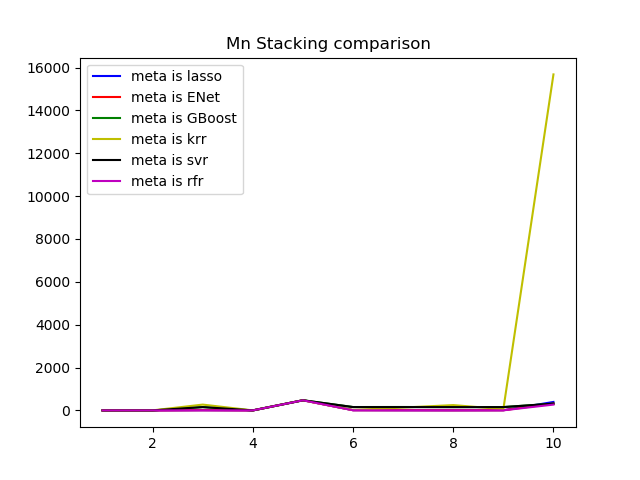 Mn Stacking comparison
16000
14000
12000
10000
8000
6000
4000
2000
0
meta is lasso
meta is ENet
meta is GBoost
meta is krr
meta is svr
meta is rfr
2 4 6 8 10